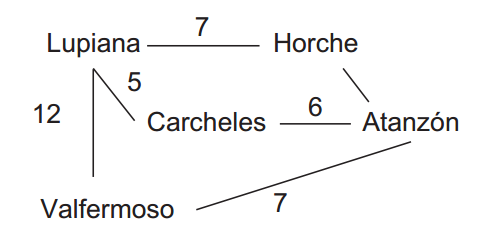 7
Lupiana Horche
5
12 6
Carcheles Atanzón
Valfermoso 7